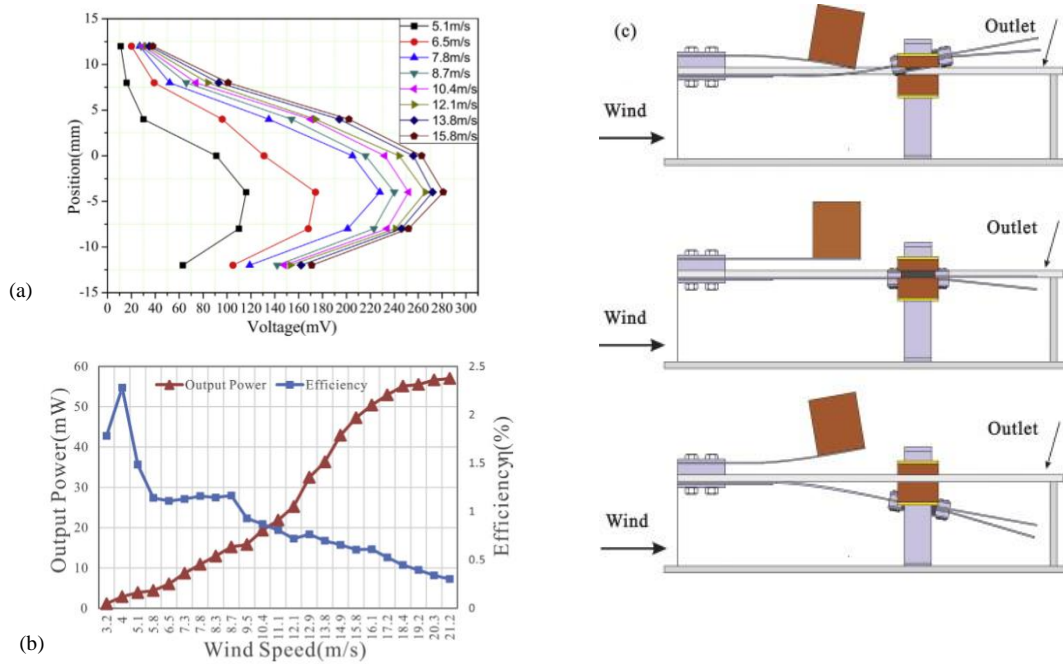 (a)
Position(mm)
15
10
5
0
-5
-10
-15
0 20 40 60 80 100 120 140 160 180 200 220 240 260 280 300
Voltage(mV)
5.1m/s
6.5m/s
7.8m/s
8.7m/s
10.4m/s
12.1m/s
13.8m/s
15.8m/s
(b)
Output Power(mW)
60
50
40
30
20
10
0
Output Power
Efficiency
2.5
2
1.5
1
0.5
0
Efficiencyη(%)
3.2 4 5.1 5.8 6.5 7.3 7.8 8.3 8.7 9.5 10.4 11.1 12.1 12.9 13.8 14.9 15.8 16.1 17.2 18.4 19.2 20.3 21.2
Wind Speed(m/s)
(c)
Outlet
Wind
Outlet
Wind
Outlet
Wind